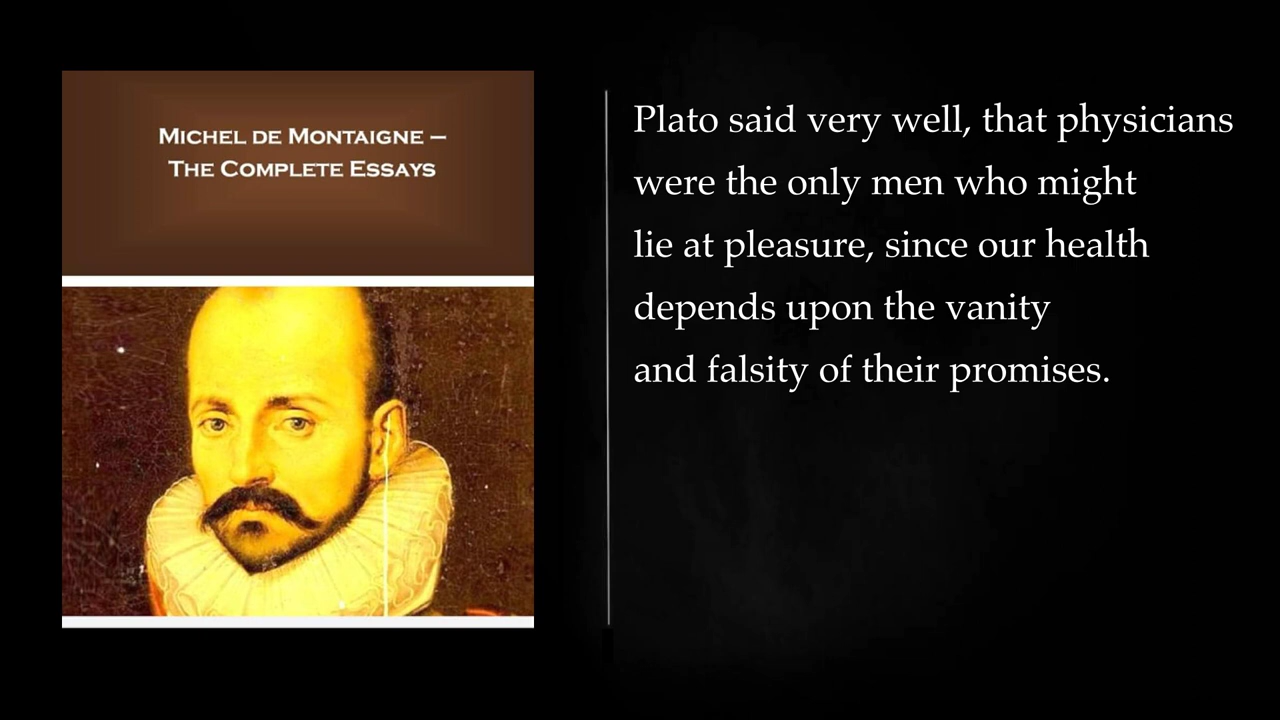 Michel de Montaigne –
The Complete Essays
Plato said very well, that physicians
were the only men who might
lie at pleasure, since our health
depends upon the vanity
and falsity of their promises.